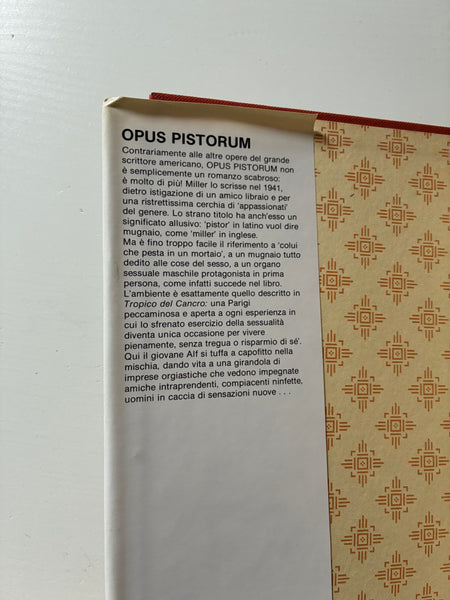 OPUS PISTORUM
Contrariamente alle altre opere del grande
scrittore americano, OPUS PISTORUM non
è semplicemente un romanzo scabroso:
è molto di più! Miller lo scrisse nel 1941,
dietro istigazione di un amico libraio e per
una ristrettissima cerchia di 'appassionati'
del genere. Lo strano titolo ha anch'esso un
significato allusivo: 'pistor' in latino vuol dire
mugnaio, come 'miller' in inglese.
Ma è fino troppo facile il riferimento a 'colui
che pesta in un mortaio', a un mugnaio tutto
dedito alle cose del sesso, a un organo
sessuale maschile protagonista in prima
persona, come infatti succede nel libro.
L'ambiente è esattamente quello descritto in
Tropico del Cancro: una Parigi
peccaminosa e aperta a ogni esperienza in
cui lo sfrenato esercizio della sessualità
diventa unica occasione per vivere
pienamente, senza tregua o risparmio di sé'.
Qui il giovane Alf si tuffa a capofitto nella
mischia, dando vita a una girandola di
imprese orgiastiche che vedono impegnate
amiche intraprendenti, compiacenti ninfette,
uomini in caccia di sensazioni nuove . . .